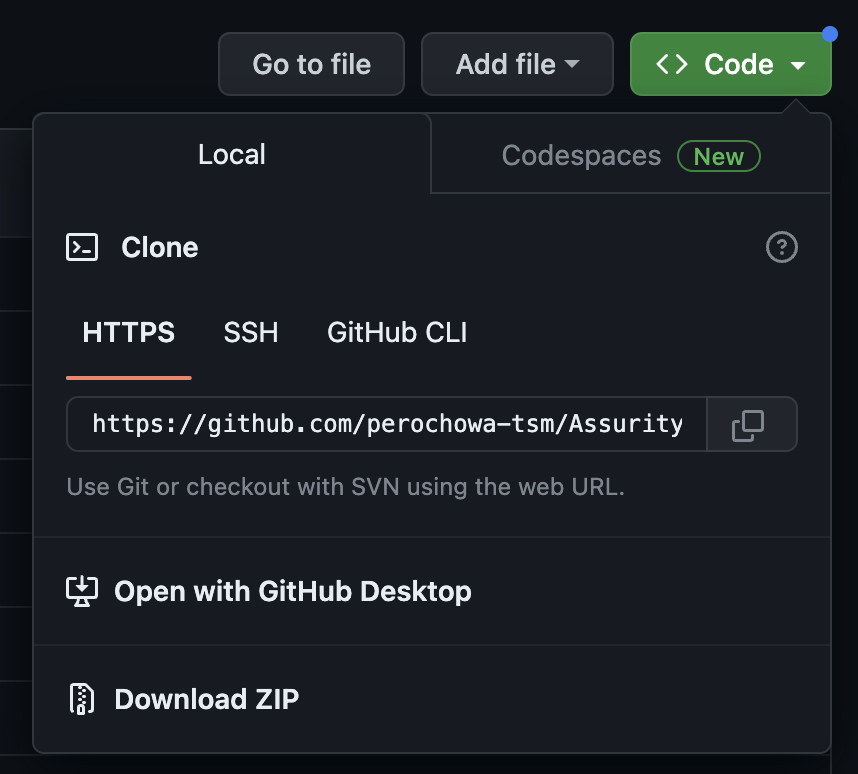 Go to file
Add file
Code
Local
Codespaces
New
Clone
HTTPS
SSH
GitHub CLI
https://github.com/perochowa-tsm/Assurity
Use Git or checkout with SVN using the web URL.
Open with GitHub Desktop
Download ZIP